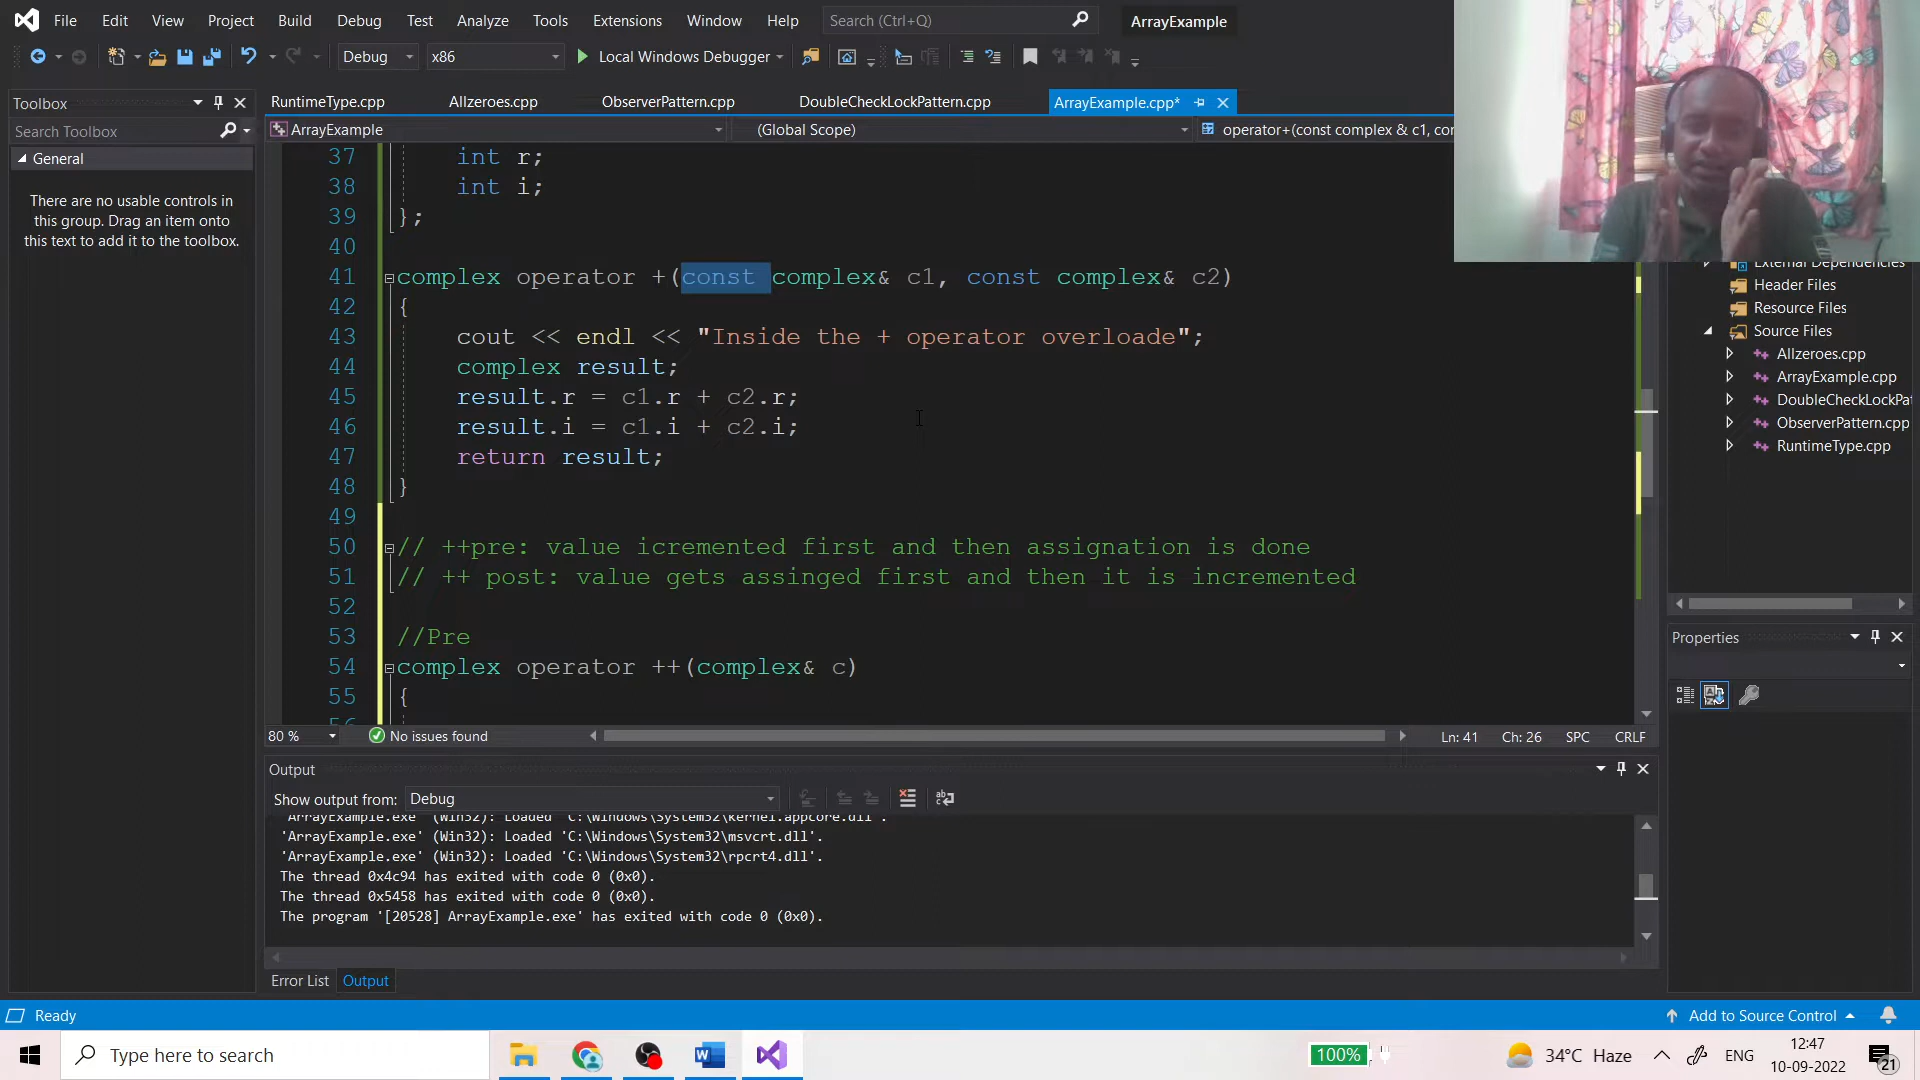 File Edit View Project Build Debug Test Analyze Tools Extensions Window Help Search (Ctrl+Q) ArrayExample
Debug x86 Local Windows Debugger
Toolbox
Search Toolbox
General
There are no usable controls in
this group. Drag an item onto
this text to add it to the toolbox.
RuntimeType.cpp Allzeroes.cpp ObserverPattern.cpp DoubleCheckLockPattern.cpp ArrayExample.cpp*
ArrayExample (Global Scope) operator+(const complex & c1, con
37 int r;
38 int i;
39 };
40
41 complex operator +(const complex& c1, const complex& c2)
42 {
43 cout << endl << "Inside the + operator overloade";
44 complex result;
45 result.r = c1.r + c2.r;
46 result.i = c1.i + c2.i;
47 return result;
48 }
49
50 // ++pre: value icremented first and then assignation is done
51 // ++ post: value gets assinged first and then it is incremented
52
53 //Pre
54 complex operator ++(complex& c)
55 {
56
80 % No issues found Ln: 41 Ch: 26 SPC CRLF
Output
Show output from: Debug
'ArrayExample.exe' (Win32): Loaded 'C:\Windows\System32\kernel.appcore.dll'.
'ArrayExample.exe' (Win32): Loaded 'C:\Windows\System32\msvcrt.dll'.
'ArrayExample.exe' (Win32): Loaded 'C:\Windows\System32\rpcrt4.dll'.
The thread 0x4c94 has exited with code 0 (0x0).
The thread 0x5458 has exited with code 0 (0x0).
The program '[20528] ArrayExample.exe' has exited with code 0 (0x0).
Error List Output
External Dependencies
Header Files
Resource Files
Source Files
Allzeroes.cpp
ArrayExample.cpp
DoubleCheckLockPat
ObserverPattern.cpp
RuntimeType.cpp
Properties
Ready Add to Source Control
Type here to search 100% 34°C Haze ENG 12:47
10-09-2022
21